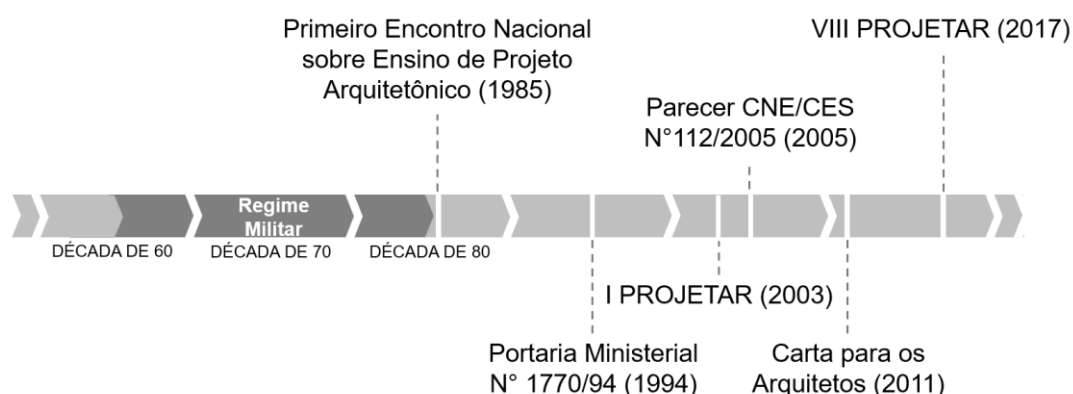 Primeiro Encontro Nacional
sobre Ensino de Projeto
Arquitetônico (1985)
VIII PROJETAR (2017)
Parecer CNE/CES
N°112/2005 (2005)
Regime
Militar
DÉCADA DE 60
DÉCADA DE 70
DÉCADA DE 80
I PROJETAR (2003)
Portaria Ministerial
N° 1770/94 (1994)
Carta para os
Arquitetos (2011)